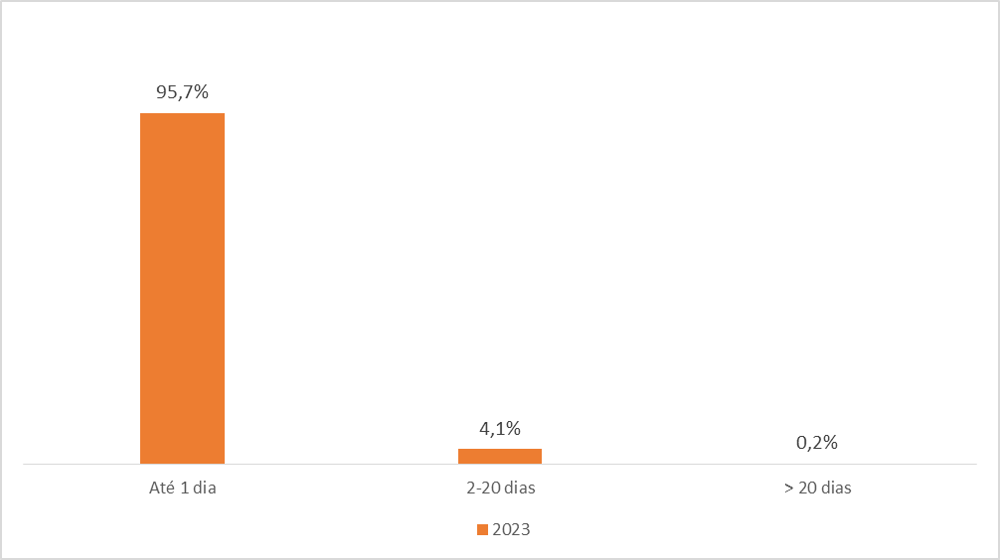 95,7%
4,1%
0,2%
Até 1 dia
2-20 dias
> 20 dias
2023